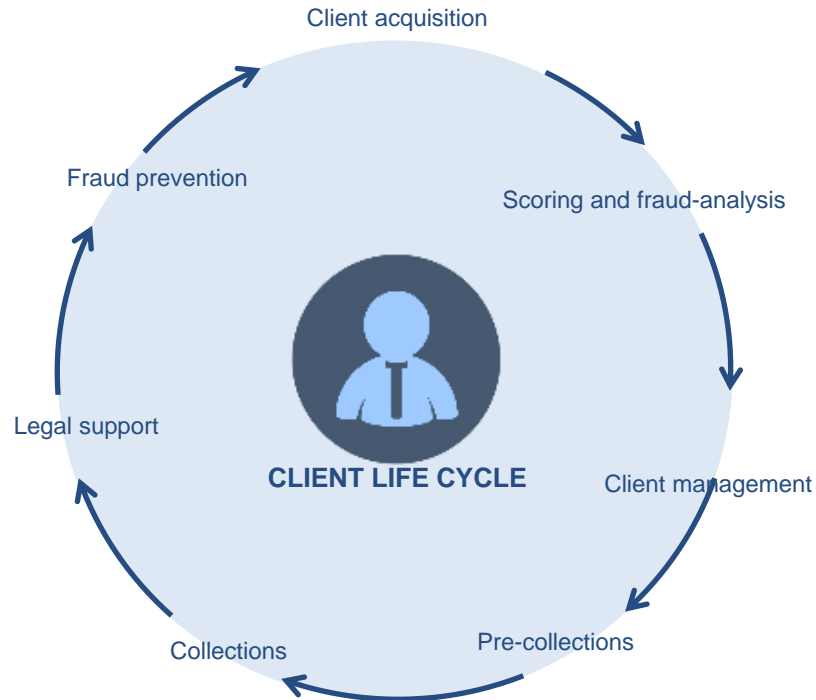 Client acquisition
Scoring and fraud-analysis
Client management
Pre-collections
Collections
Legal support
Fraud prevention
CLIENT LIFE CYCLE